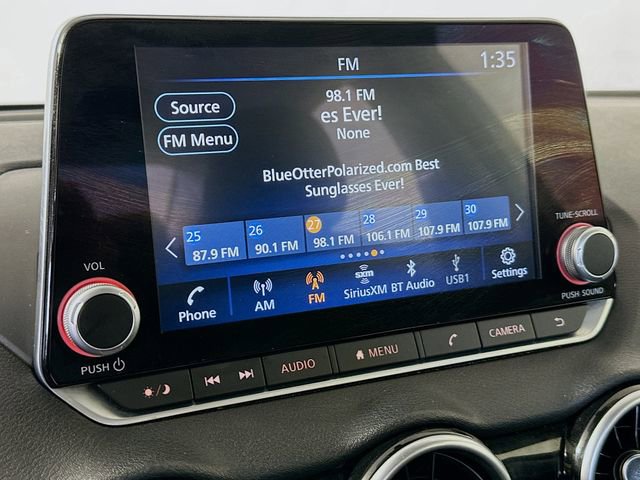 FM
1:35
Source
FM Menu
98.1 FM
es Ever!
None
BlueOtterPolarized.com Best
Sunglasses Ever!
25 26 27 28 29 30
87.9 FM 90.1 FM 98.1 FM 106.1 FM 107.9 FM 107.9 FM
Phone AM FM sxm SiriusXM BT Audio USB1 Settings
VOL
PUSH
TUNE·SCROLL
PUSH SOUND
AUDIO
MENU
CAMERA